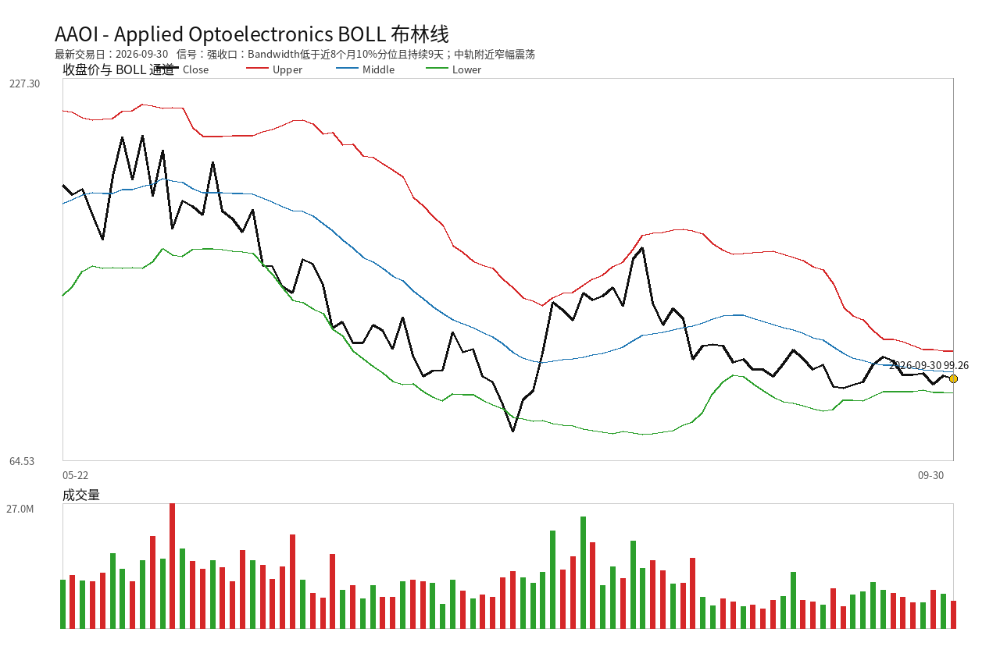 AAOI - Applied Optoelectronics BOLL 布林线
最新交易日：2026-09-30 信号：强收口：Bandwidth低于近8个月10%分位且持续9天；中轨附近窄幅震荡
收盘价与 BOLL 通道 Close Upper Middle Lower
227.30
2026-09-30 99.26
64.53
05-22 09-30
成交量
27.0M